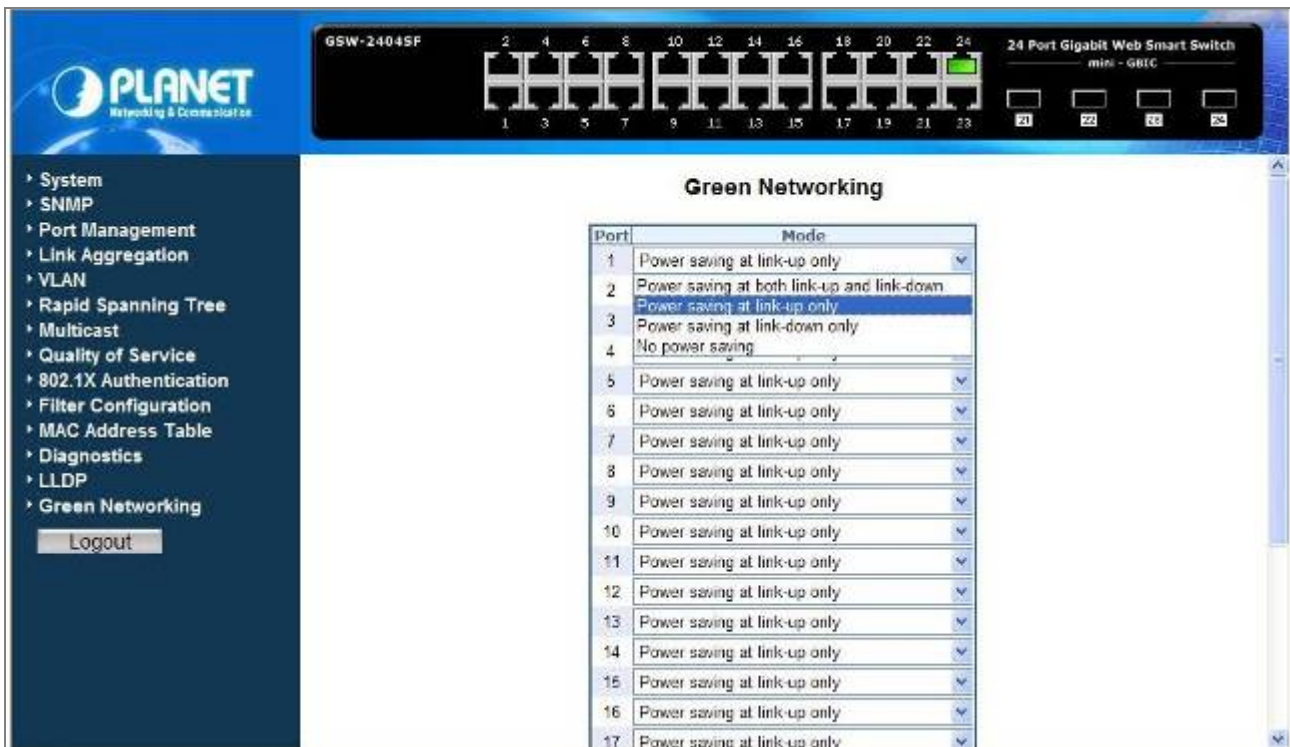 PLANET
Networking & Communication
GSW-2404SF
2 4 6 8 10 12 14 16 18 20 22 24
1 3 5 7 9 11 13 15 17 19 21 23
24 Port Gigabit Web Smart Switch
mini - GBIC
21 22 23 24
System
SNMP
Port Management
Link Aggregation
VLAN
Rapid Spanning Tree
Multicast
Quality of Service
802.1X Authentication
Filter Configuration
MAC Address Table
Diagnostics
LLDP
Green Networking
Logout
Green Networking
Port Mode
1 Power saving at link-up only
2 Power saving at both link-up and link-down
Power saving at link-up only
3 Power saving at link-down only
4 No power saving
5 Power saving at link-up only
6 Power saving at link-up only
7 Power saving at link-up only
8 Power saving at link-up only
9 Power saving at link-up only
10 Power saving at link-up only
11 Power saving at link-up only
12 Power saving at link-up only
13 Power saving at link-up only
14 Power saving at link-up only
15 Power saving at link-up only
16 Power saving at link-up only
17 Power saving at link-up only